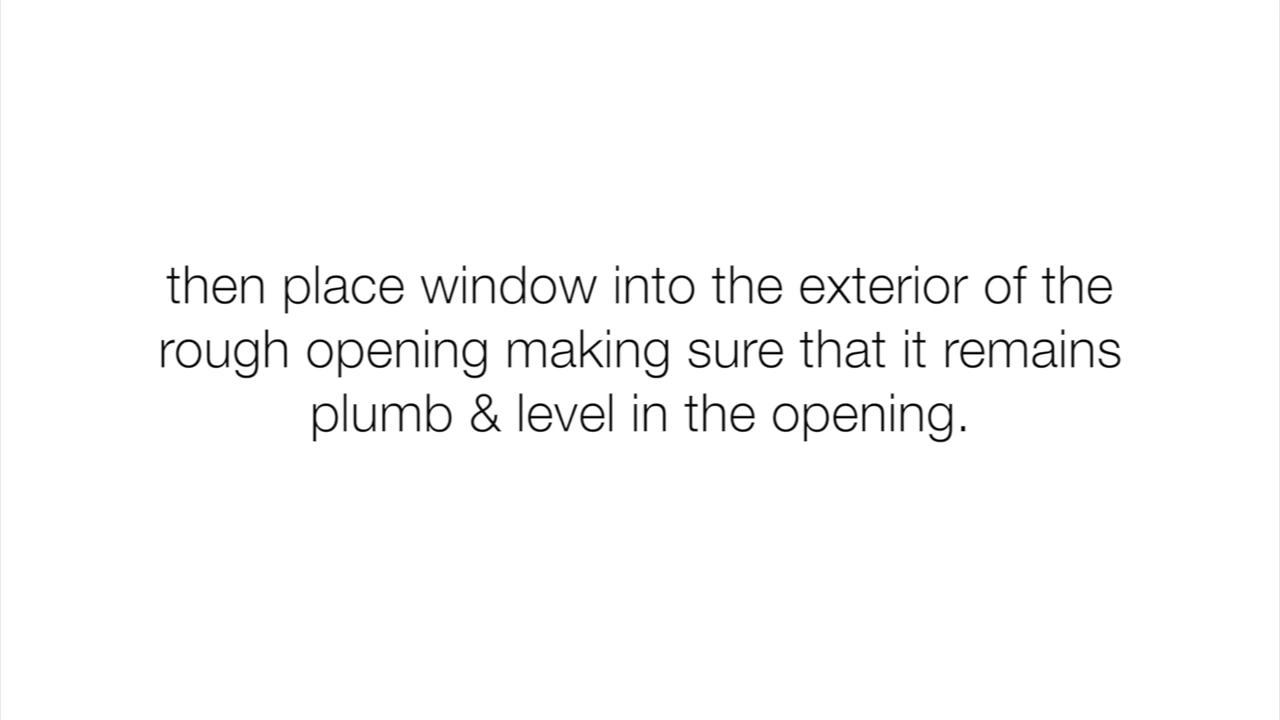 then place window into the exterior of the
rough opening making sure that it remains
plumb & level in the opening.